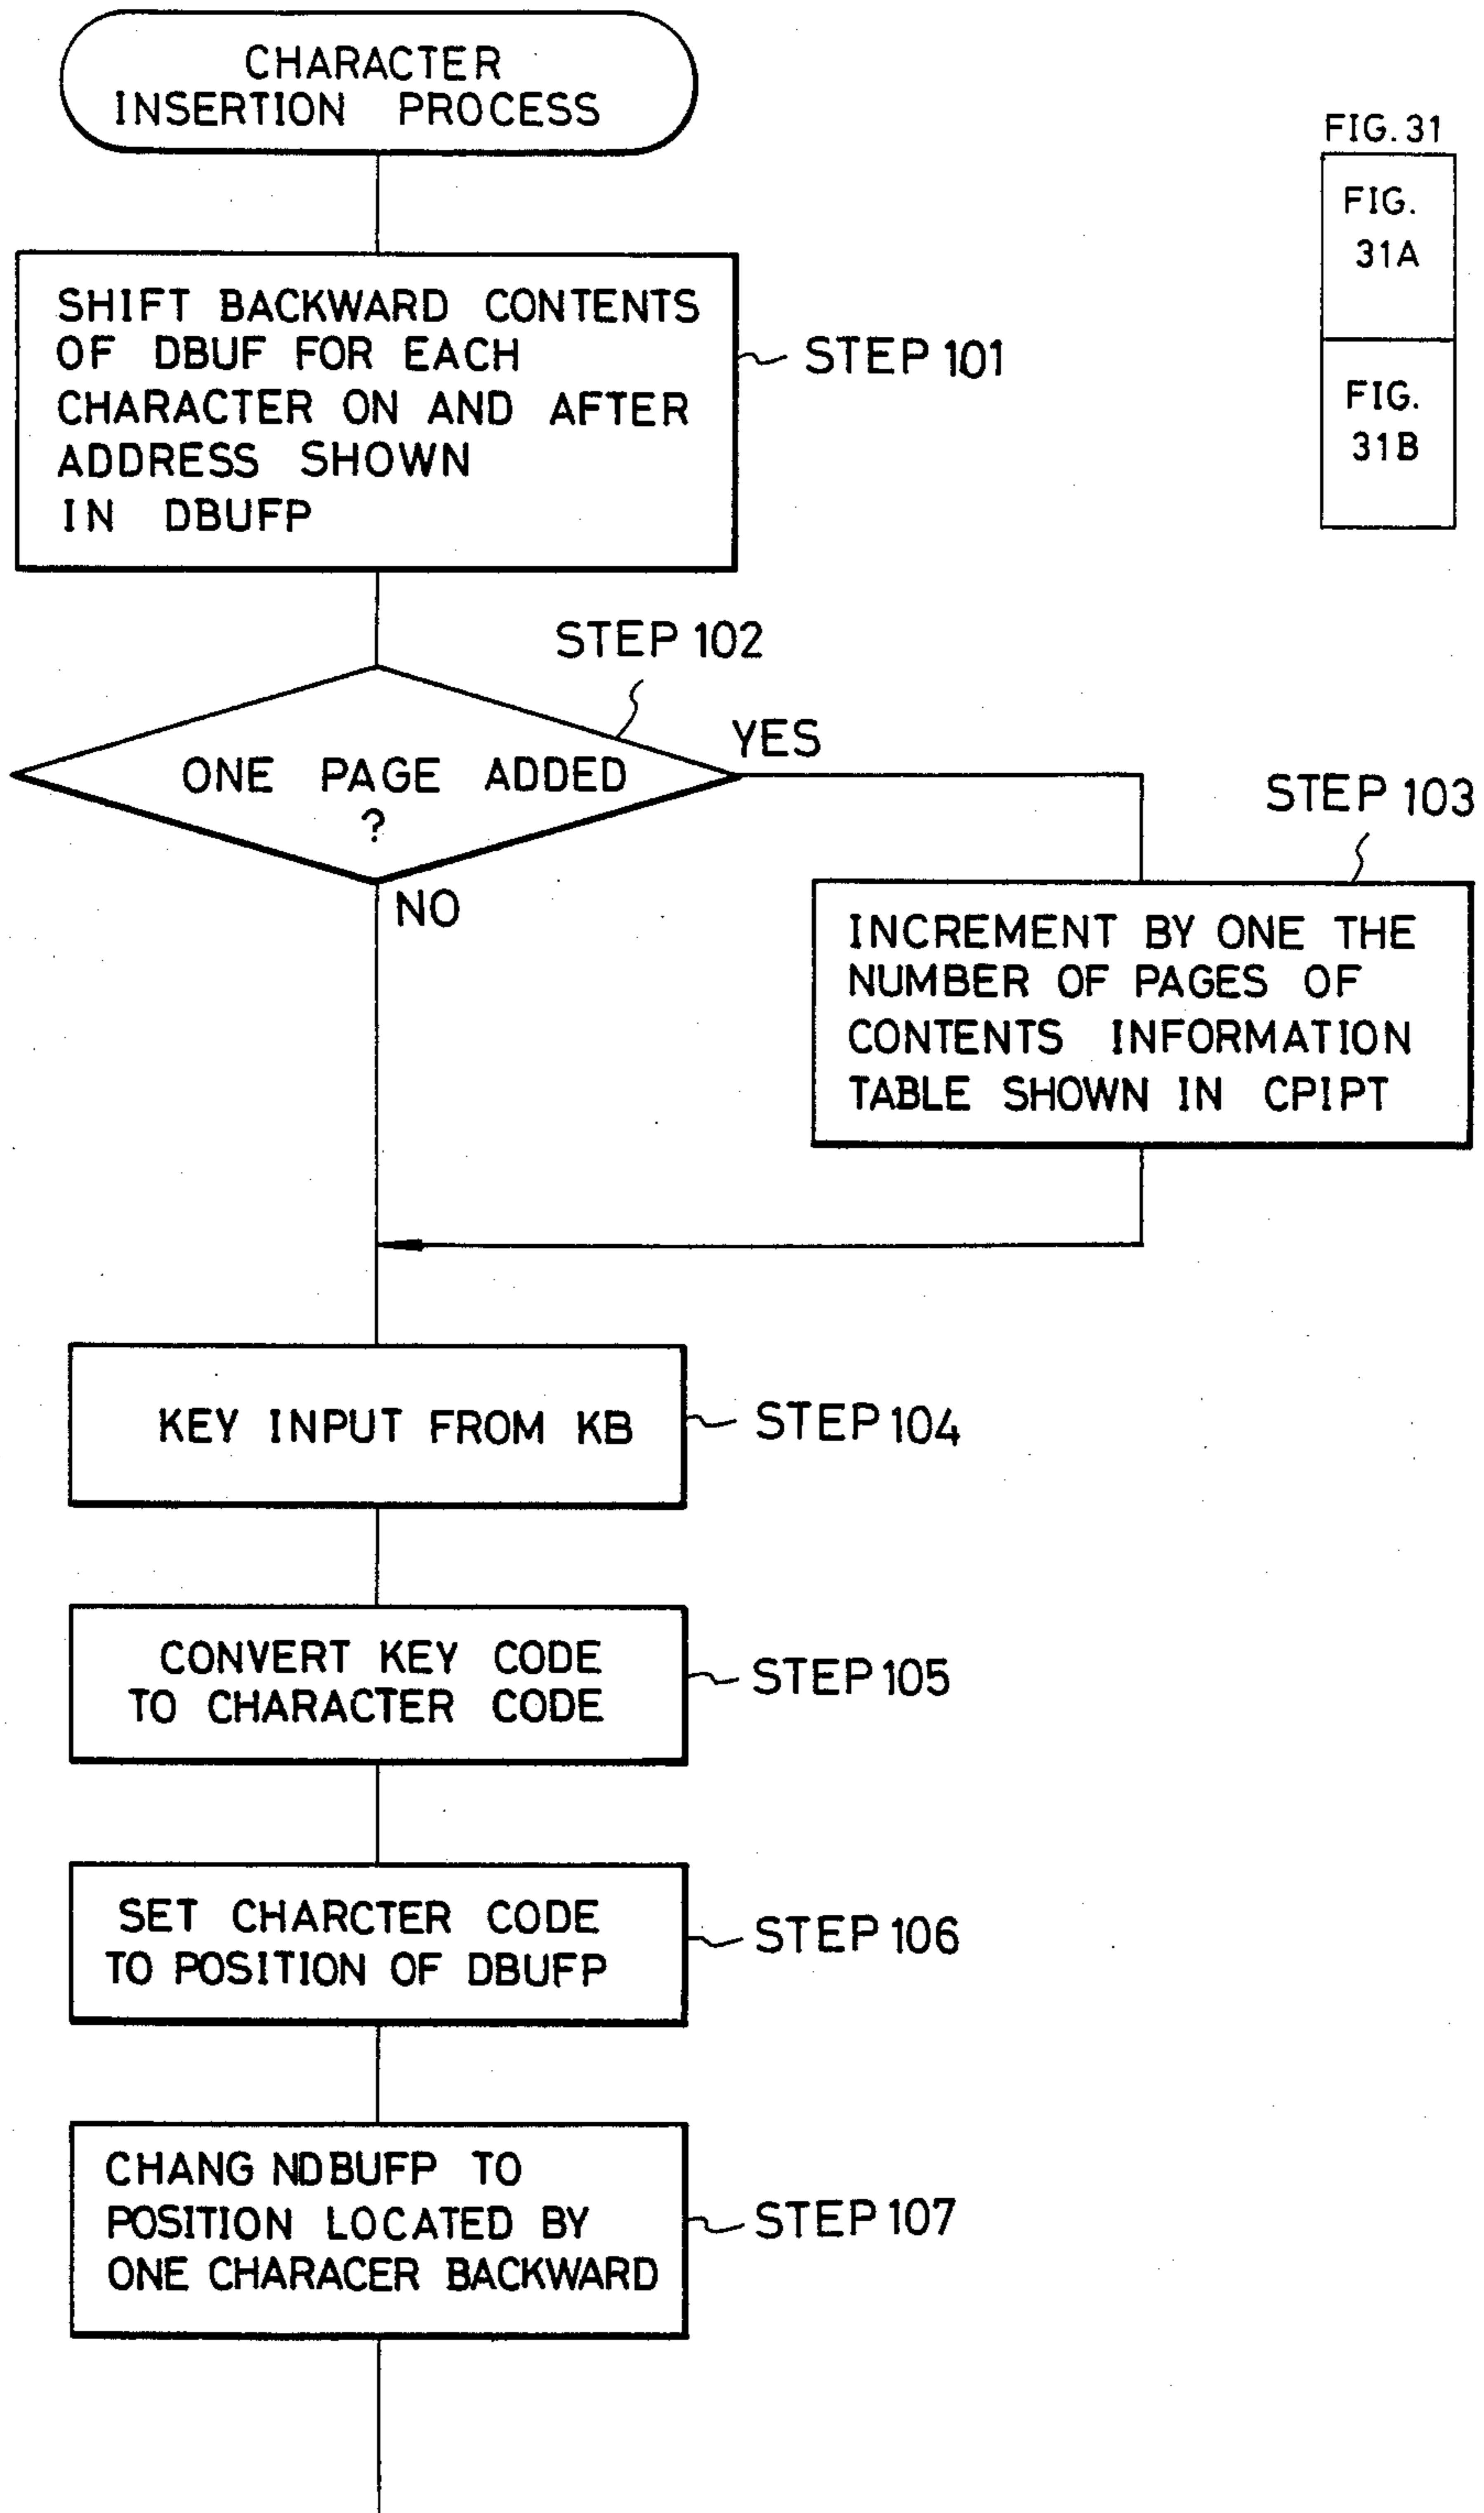 CHARACTER
INSERTION PROCESS
FIG. 31
FIG.
31A
FIG.
31B
SHIFT BACKWARD CONTENTS
OF DBUF FOR EACH
CHARACTER ON AND AFTER
ADDRESS SHOWN
IN DBUFP
STEP 101
STEP 102
ONE PAGE ADDED
?
YES
NO
STEP 103
INCREMENT BY ONE THE
NUMBER OF PAGES OF
CONTENTS INFORMATION
TABLE SHOWN IN CPIPT
KEY INPUT FROM KB
STEP 104
CONVERT KEY CODE
TO CHARACTER CODE
STEP 105
SET CHARCTER CODE
TO POSITION OF DBUFP
STEP 106
CHANG NDBUFP TO
POSITION LOCATED BY
ONE CHARACER BACKWARD
STEP 107